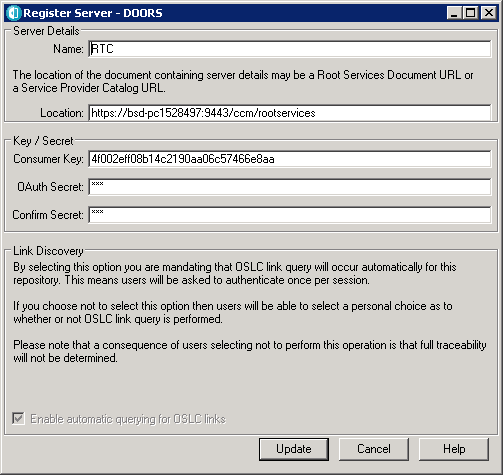 Register Server - DOORS
Server Details
Name: RTC
The location of the document containing server details may be a Root Services Document URL or
a Service Provider Catalog URL.
Location: https://bsd-pc1528497:9443/ccm/rootservices
Key / Secret
Consumer Key: 4f002eff08b14c2190aa06c57466e8aa
OAuth Secret: ***
Confirm Secret: ***
Link Discovery
By selecting this option you are mandating that OSLC link query will occur automatically for this
repository. This means users will be asked to authenticate once per session.
If you choose not to select this option then users will be able to select a personal choice as to
whether or not OSLC link query is performed.
Please note that a consequence of users selecting not to perform this operation is that full traceability
will not be determined.
Enable automatic querying for OSLC links
Update Cancel Help